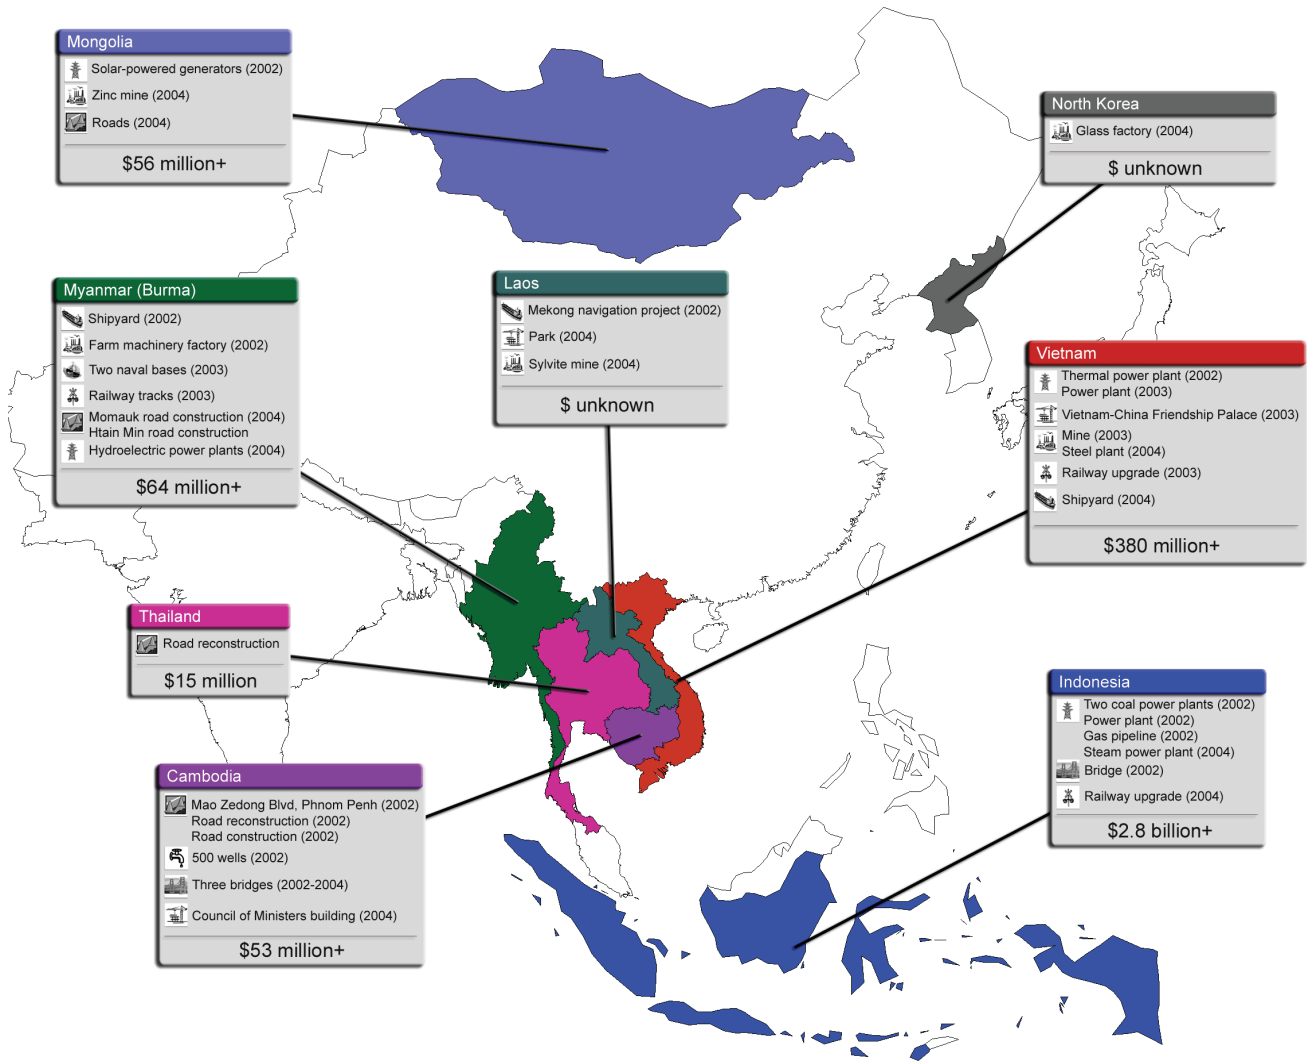 Mongolia
Solar-powered generators (2002)
Zinc mine (2004)
Roads (2004)
$56 million+
North Korea
Glass factory (2004)
$ unknown
Myanmar (Burma)
Shipyard (2002)
Farm machinery factory (2002)
Two naval bases (2003)
Railway tracks (2003)
Momauk road construction (2004)
Htain Min road construction
Hydroelectric power plants (2004)
$64 million+
Laos
Mekong navigation project (2002)
Park (2004)
Sylvite mine (2004)
$ unknown
Vietnam
Thermal power plant (2002)
Power plant (2003)
Vietnam-China Friendship Palace (2003)
Mine (2003)
Steel plant (2004)
Railway upgrade (2003)
Shipyard (2004)
$380 million+
Thailand
Road reconstruction
$15 million
Indonesia
Two coal power plants (2002)
Power plant (2002)
Gas pipeline (2002)
Steam power plant (2004)
Bridge (2002)
Railway upgrade (2004)
$2.8 billion+
Cambodia
Mao Zedong Blvd, Phnom Penh (2002)
Road reconstruction (2002)
Road construction (2002)
500 wells (2002)
Three bridges (2002-2004)
Council of Ministers building (2004)
$53 million+